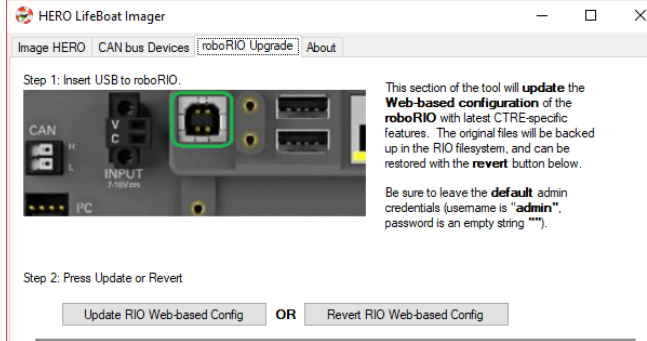 HERO LifeBoat Imager
Image HERO CAN bus Devices roboRIO Upgrade About
Step 1: Insert USB to roboRIO.
CAN
H
L
V
C
INPUT
7-16V
I²C
This section of the tool will update the
Web-based configuration of the
roboRIO with latest CTRE-specific
features. The original files will be backed
up in the RIO filesystem, and can be
restored with the revert button below.
Be sure to leave the default admin
credentials (username is "admin",
password is an empty string "").
Step 2: Press Update or Revert
Update RIO Web-based Config OR Revert RIO Web-based Config